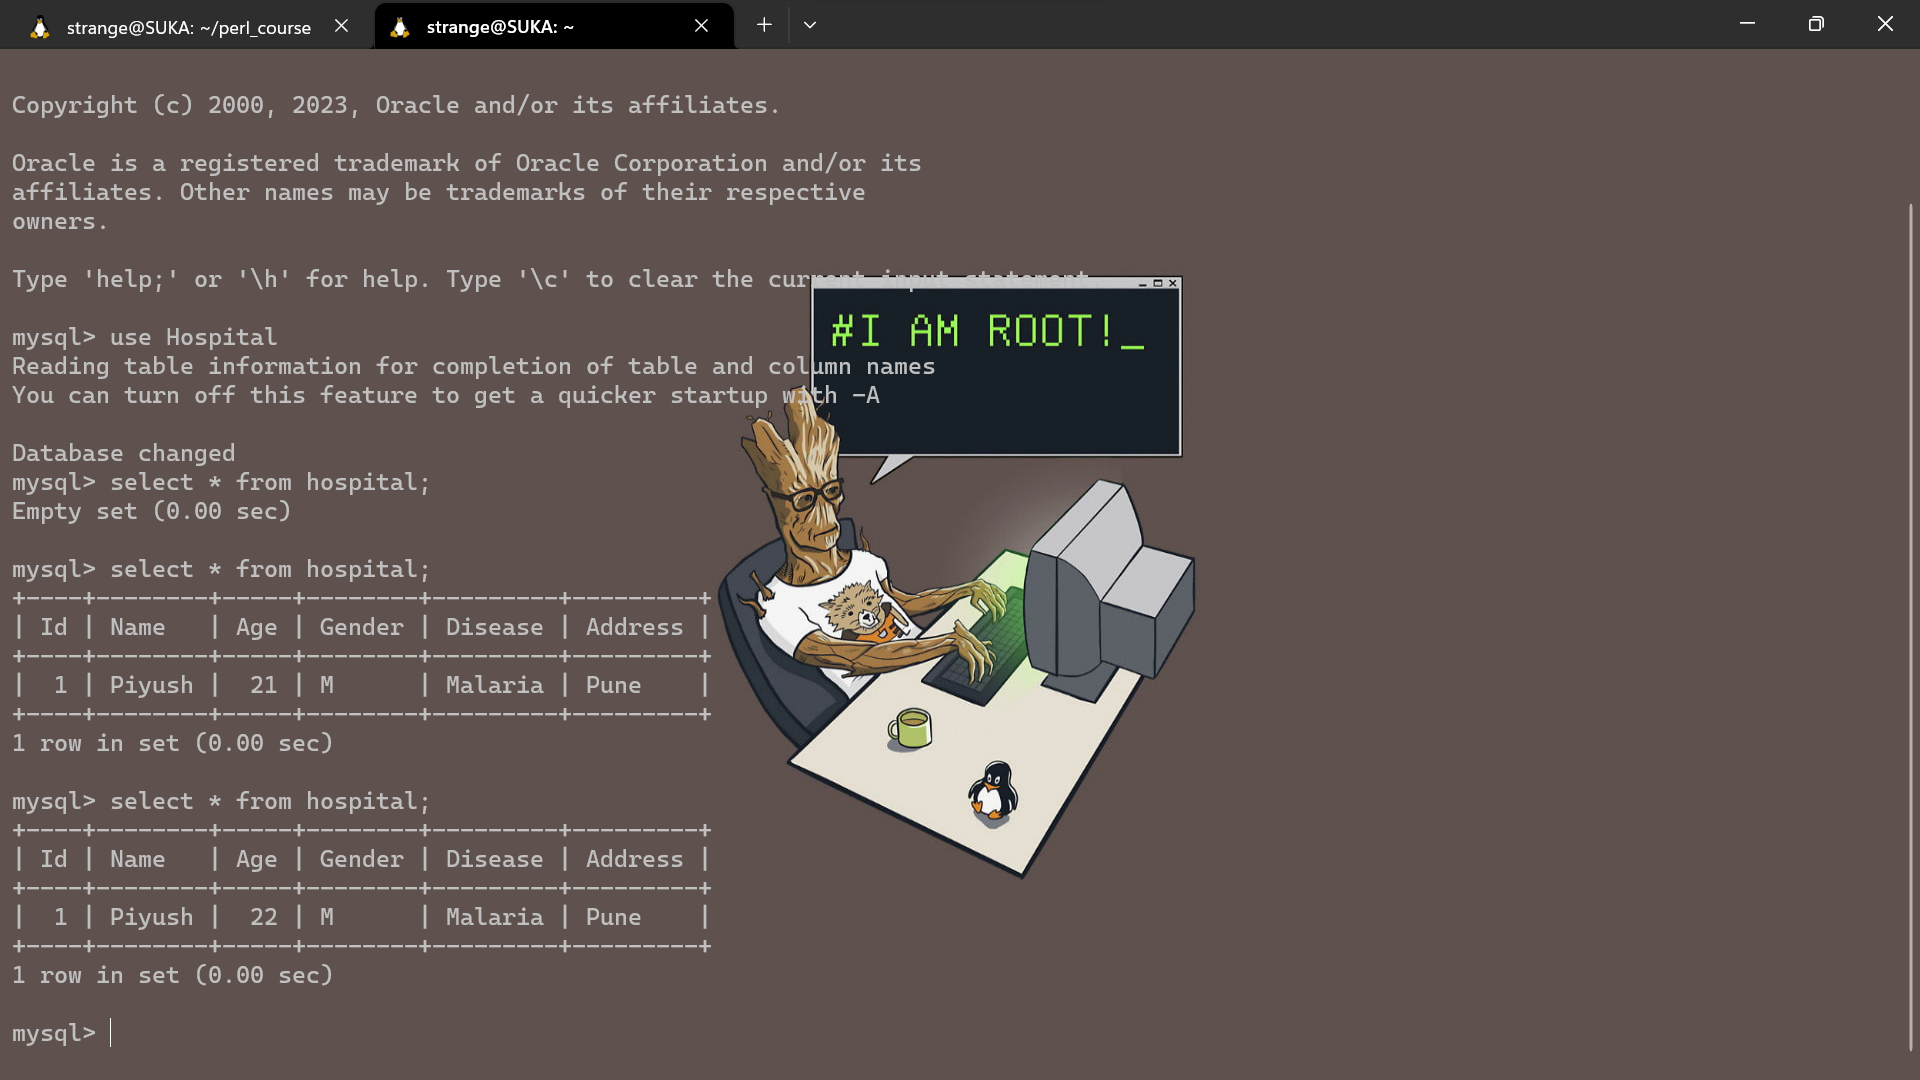 strange@SUKA: ~/perl_course
strange@SUKA: ~
Copyright (c) 2000, 2023, Oracle and/or its affiliates.
Oracle is a registered trademark of Oracle Corporation and/or its
affiliates. Other names may be trademarks of their respective
owners.
Type 'help;' or '\h' for help. Type '\c' to clear the current input statement
#I AM ROOT!_
mysql> use Hospital
Reading table information for completion of table and column names
You can turn off this feature to get a quicker startup with -A
Database changed
mysql> select * from hospital;
Empty set (0.00 sec)
mysql> select * from hospital;
+----+--------+-----+--------+---------+---------+
| Id | Name   | Age | Gender | Disease | Address |
+----+--------+-----+--------+---------+---------+
|  1 | Piyush |  21 | M      | Malaria | Pune    |
+----+--------+-----+--------+---------+---------+
1 row in set (0.00 sec)
mysql> select * from hospital;
+----+--------+-----+--------+---------+---------+
| Id | Name   | Age | Gender | Disease | Address |
+----+--------+-----+--------+---------+---------+
|  1 | Piyush |  22 | M      | Malaria | Pune    |
+----+--------+-----+--------+---------+---------+
1 row in set (0.00 sec)
mysql>